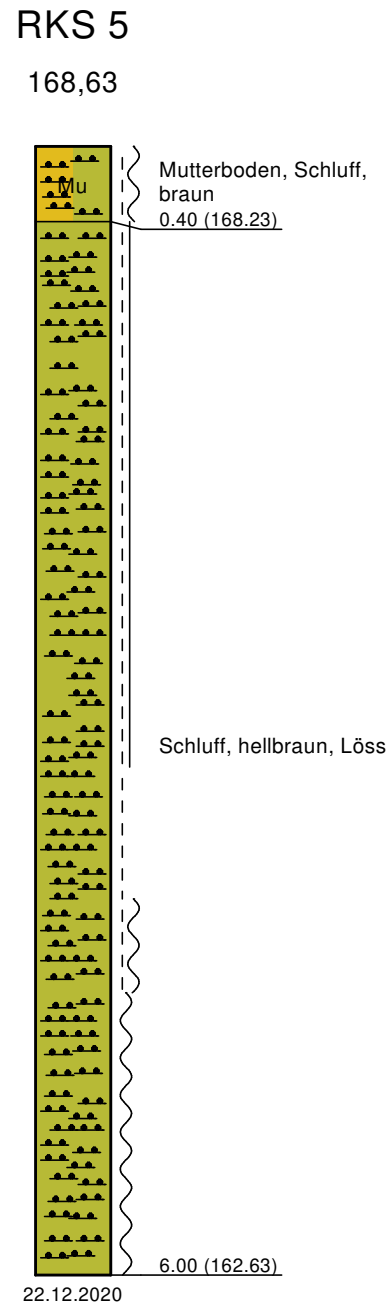 RKS 5
168,63
Mu
Mutterboden, Schluff,
braun
0.40 (168.23)
Schluff, hellbraun, Löss
6.00 (162.63)
22.12.2020